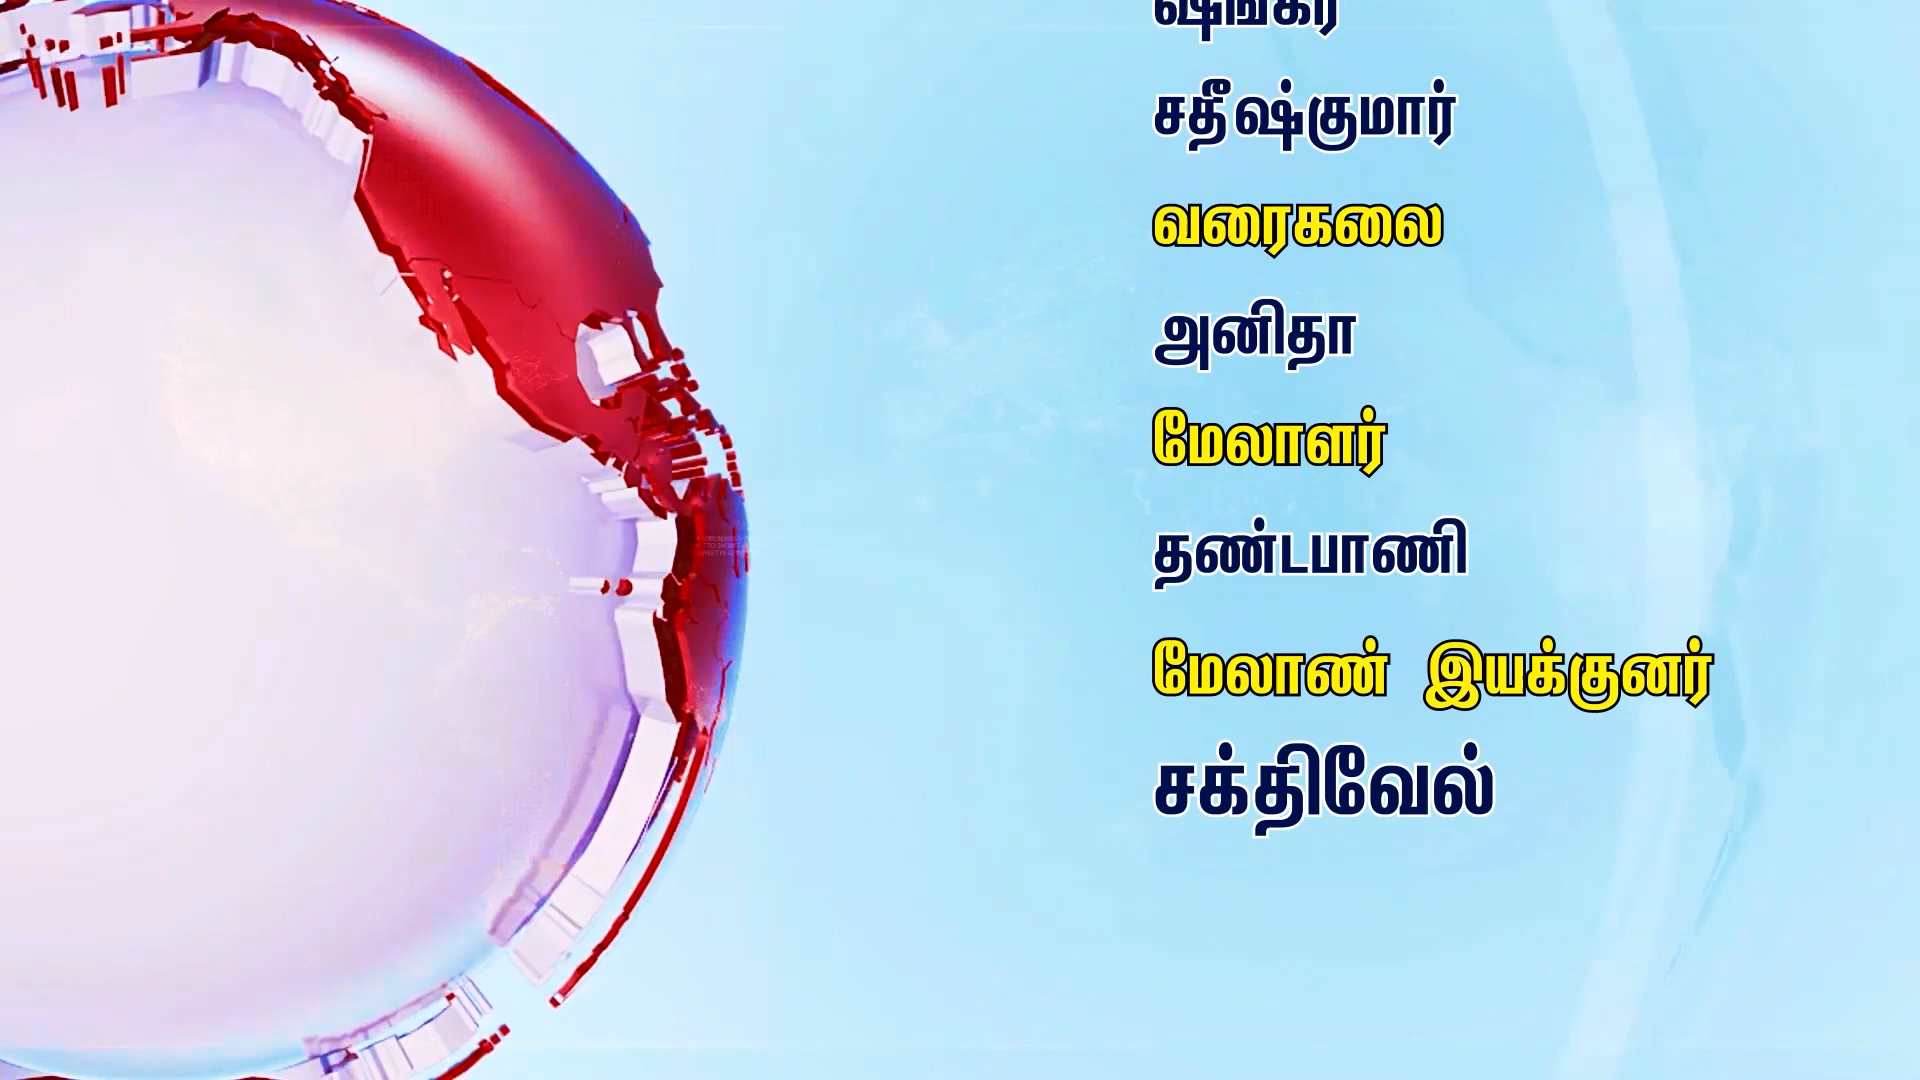 சதீஷ்குமார்
வரைகலை
அனிதா
மேலாளர்
தண்டபாணி
மேலாண் இயக்குனர்
சக்திவேல்